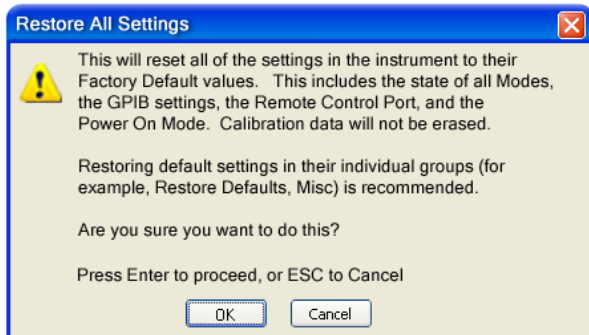 Restore All Settings
This will reset all of the settings in the instrument to their
Factory Default values. This includes the state of all Modes,
the GPIB settings, the Remote Control Port, and the
Power On Mode. Calibration data will not be erased.
Restoring default settings in their individual groups (for
example, Restore Defaults, Misc) is recommended.
Are you sure you want to do this?
Press Enter to proceed, or ESC to Cancel
OK Cancel